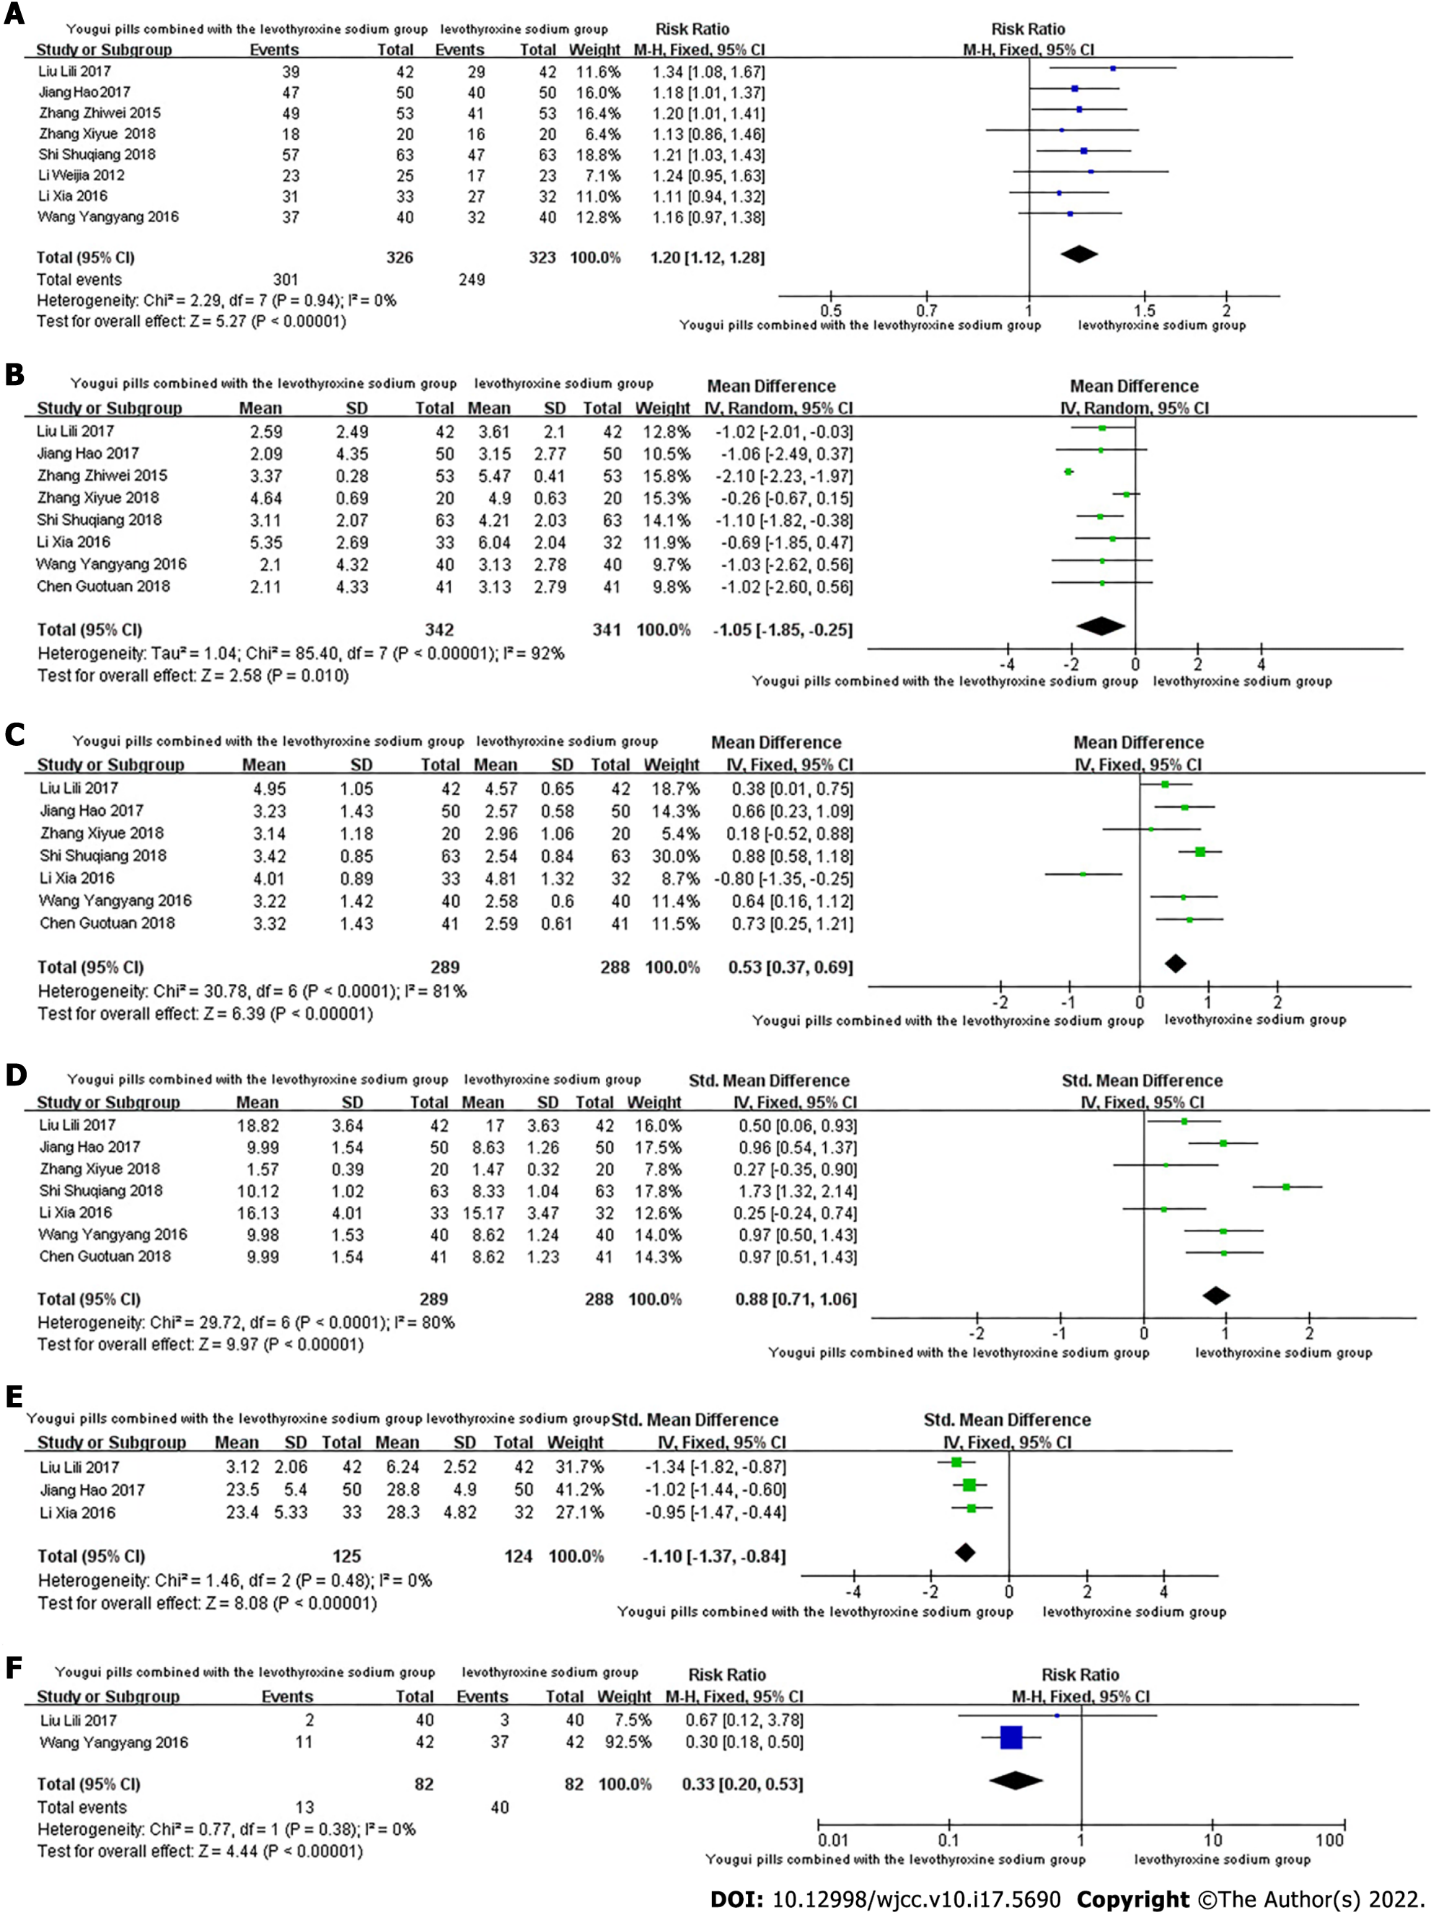 A
Yougui pills combined with the levothyroxine sodium group levothyroxine sodium group Risk Ratio Risk Ratio
Study or Subgroup Events Total Events Total Weight M-H, Fixed, 95% CI M-H, Fixed, 95% CI
Liu Lili 2017 39 42 29 42 11.6% 1.34 [1.08, 1.67]
Jiang Hao2017 47 50 40 50 16.0% 1.18 [1.01, 1.37]
Zhang Zhiwei 2015 49 53 41 53 16.4% 1.20 [1.01, 1.41]
Zhang Xiyue 2018 18 20 16 20 6.4% 1.13 [0.86, 1.46]
Shi Shuqiang 2018 57 63 47 63 18.8% 1.21 [1.03, 1.43]
Li Weijia 2012 23 25 17 23 7.1% 1.24 [0.95, 1.63]
Li Xia 2016 31 33 27 32 11.0% 1.11 [0.94, 1.32]
Wang Yangyang 2016 37 40 32 40 12.8% 1.16 [0.97, 1.38]
Total (95% CI) 326 323 100.0% 1.20 [1.12, 1.28]
Total events 301 249
Heterogeneity: Chi² = 2.29, df = 7 (P = 0.94); I² = 0%
Test for overall effect: Z = 5.27 (P < 0.00001)
0.5 0.7 1 1.5 2
Yougui pills combined with the levothyroxine sodium group levothyroxine sodium group
B
Yougui pills combined with the levothyroxine sodium group levothyroxine sodium group Mean Difference Mean Difference
Study or Subgroup Mean SD Total Mean SD Total Weight IV, Random, 95% CI IV, Random, 95% CI
Liu Lili 2017 2.59 2.49 42 3.61 2.1 42 12.8% -1.02 [-2.01, -0.03]
Jiang Hao 2017 2.09 4.35 50 3.15 2.77 50 10.5% -1.06 [-2.49, 0.37]
Zhang Zhiwei 2015 3.37 0.28 53 5.47 0.41 53 15.8% -2.10 [-2.23, -1.97]
Zhang Xiyue 2018 4.64 0.69 20 4.9 0.63 20 15.3% -0.26 [-0.67, 0.15]
Shi Shuqiang 2018 3.11 2.07 63 4.21 2.03 63 14.1% -1.10 [-1.82, -0.38]
Li Xia 2016 5.35 2.69 33 6.04 2.04 32 11.9% -0.69 [-1.85, 0.47]
Wang Yangyang 2016 2.1 4.32 40 3.13 2.78 40 9.7% -1.03 [-2.62, 0.56]
Chen Guotuan 2018 2.11 4.33 41 3.13 2.79 41 9.8% -1.02 [-2.60, 0.56]
Total (95% CI) 342 341 100.0% -1.05 [-1.85, -0.25]
Heterogeneity: Tau² = 1.04; Chi² = 85.40, df = 7 (P < 0.00001); I² = 92%
Test for overall effect: Z = 2.58 (P = 0.010)
-4 -2 0 2 4
Yougui pills combined with the levothyroxine sodium group levothyroxine sodium group
C
Yougui pills combined with the levothyroxine sodium group levothyroxine sodium group Mean Difference Mean Difference
Study or Subgroup Mean SD Total Mean SD Total Weight IV, Fixed, 95% CI IV, Fixed, 95% CI
Liu Lili 2017 4.95 1.05 42 4.57 0.65 42 18.7% 0.38 [0.01, 0.75]
Jiang Hao 2017 3.23 1.43 50 2.57 0.58 50 14.3% 0.66 [0.23, 1.09]
Zhang Xiyue 2018 3.14 1.18 20 2.96 1.06 20 5.4% 0.18 [-0.52, 0.88]
Shi Shuqiang 2018 3.42 0.85 63 2.54 0.84 63 30.0% 0.88 [0.58, 1.18]
Li Xia 2016 4.01 0.89 33 4.81 1.32 32 8.7% -0.80 [-1.35, -0.25]
Wang Yangyang 2016 3.22 1.42 40 2.58 0.6 40 11.4% 0.64 [0.16, 1.12]
Chen Guotuan 2018 3.32 1.43 41 2.59 0.61 41 11.5% 0.73 [0.25, 1.21]
Total (95% CI) 289 288 100.0% 0.53 [0.37, 0.69]
Heterogeneity: Chi² = 30.78, df = 6 (P < 0.0001); I² = 81%
Test for overall effect: Z = 6.39 (P < 0.00001)
-2 -1 0 1 2
Yougui pills combined with the levothyroxine sodium group levothyroxine sodium group
D
Yougui pills combined with the levothyroxine sodium group levothyroxine sodium group Std. Mean Difference Std. Mean Difference
Study or Subgroup Mean SD Total Mean SD Total Weight IV, Fixed, 95% CI IV, Fixed, 95% CI
Liu Lili 2017 18.82 3.64 42 17 3.63 42 16.0% 0.50 [0.06, 0.93]
Jiang Hao 2017 9.99 1.54 50 8.63 1.26 50 17.5% 0.96 [0.54, 1.37]
Zhang Xiyue 2018 1.57 0.39 20 1.47 0.32 20 7.8% 0.27 [-0.35, 0.90]
Shi Shuqiang 2018 10.12 1.02 63 8.33 1.04 63 17.8% 1.73 [1.32, 2.14]
Li Xia 2016 16.13 4.01 33 15.17 3.47 32 12.6% 0.25 [-0.24, 0.74]
Wang Yangyang 2016 9.98 1.53 40 8.62 1.24 40 14.0% 0.97 [0.50, 1.43]
Chen Guotuan 2018 9.99 1.54 41 8.62 1.23 41 14.3% 0.97 [0.51, 1.43]
Total (95% CI) 289 288 100.0% 0.88 [0.71, 1.06]
Heterogeneity: Chi² = 29.72, df = 6 (P < 0.0001); I² = 80%
Test for overall effect: Z = 9.97 (P < 0.00001)
-2 -1 0 1 2
Yougui pills combined with the levothyroxine sodium group levothyroxine sodium group
E
Yougui pills combined with the levothyroxine sodium group levothyroxine sodium group Std. Mean Difference Std. Mean Difference
Study or Subgroup Mean SD Total Mean SD Total Weight IV, Fixed, 95% CI IV, Fixed, 95% CI
Liu Lili 2017 3.12 2.06 42 6.24 2.52 42 31.7% -1.34 [-1.82, -0.87]
Jiang Hao 2017 23.5 5.4 50 28.8 4.9 50 41.2% -1.02 [-1.44, -0.60]
Li Xia 2016 23.4 5.33 33 28.3 4.82 32 27.1% -0.95 [-1.47, -0.44]
Total (95% CI) 125 124 100.0% -1.10 [-1.37, -0.84]
Heterogeneity: Chi² = 1.46, df = 2 (P = 0.48); I² = 0%
Test for overall effect: Z = 8.08 (P < 0.00001)
-4 -2 0 2 4
Yougui pills combined with the levothyroxine sodium group levothyroxine sodium group
F
Yougui pills combined with the levothyroxine sodium group levothyroxine sodium group Risk Ratio Risk Ratio
Study or Subgroup Events Total Events Total Weight M-H, Fixed, 95% CI M-H, Fixed, 95% CI
Liu Lili 2017 2 40 3 40 7.5% 0.67 [0.12, 3.78]
Wang Yangyang 2016 11 42 37 42 92.5% 0.30 [0.18, 0.50]
Total (95% CI) 82 82 100.0% 0.33 [0.20, 0.53]
Total events 13 40
Heterogeneity: Chi² = 0.77, df = 1 (P = 0.38); I² = 0%
Test for overall effect: Z = 4.44 (P < 0.00001)
0.01 0.1 1 10 100
Yougui pills combined with the levothyroxine sodium group levothyroxine sodium group
DOI: 10.12998/wjcc.v10.i17.5690 Copyright ©The Author(s) 2022.